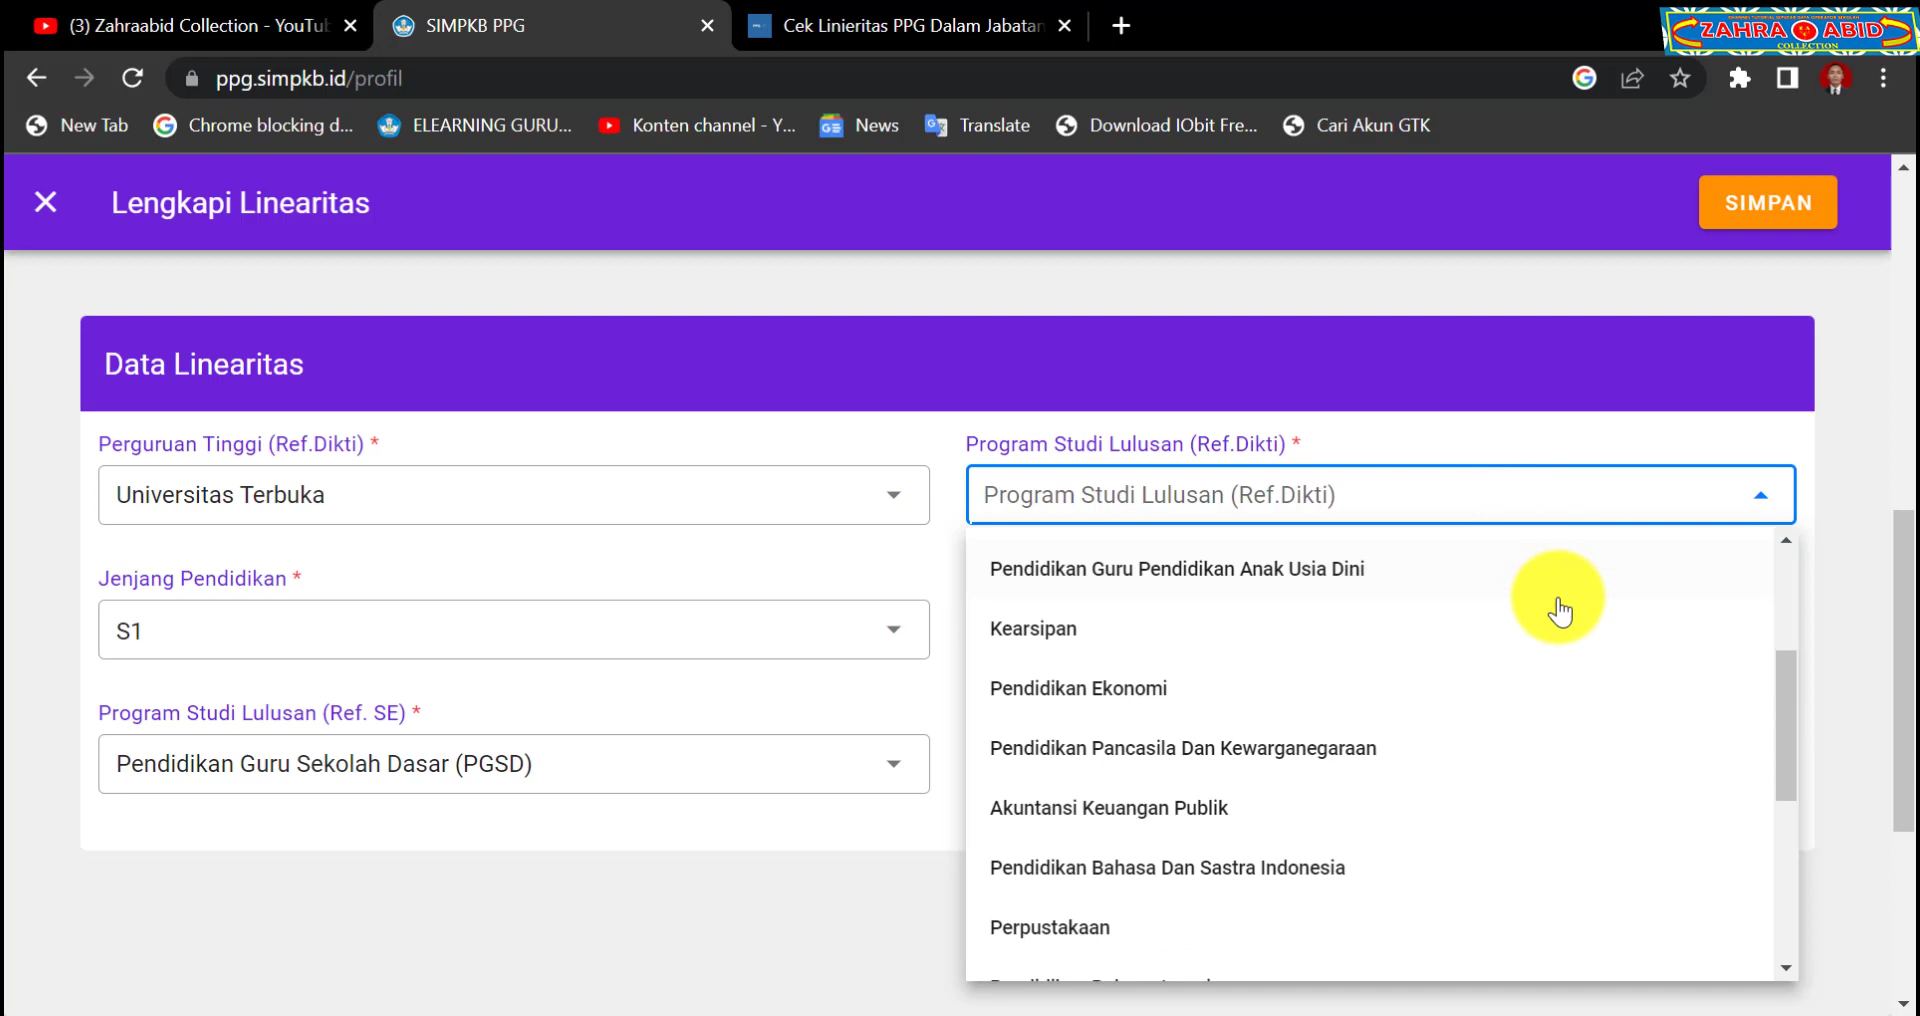 (3) Zahraabid Collection - YouTu
SIMPKB PPG
Cek Linieritas PPG Dalam Jabatan
ZAHRA ABID
COLLECTION
ppg.simpkb.id/profil
New Tab
Chrome blocking d...
ELEARNING GURU...
Konten channel - Y...
News
Translate
Download IObit Fre...
Cari Akun GTK
Lengkapi Linearitas
SIMPAN
Data Linearitas
Perguruan Tinggi (Ref.Dikti) *
Universitas Terbuka
Jenjang Pendidikan *
S1
Program Studi Lulusan (Ref. SE) *
Pendidikan Guru Sekolah Dasar (PGSD)
Program Studi Lulusan (Ref.Dikti) *
Program Studi Lulusan (Ref.Dikti)
Pendidikan Guru Pendidikan Anak Usia Dini
Kearsipan
Pendidikan Ekonomi
Pendidikan Pancasila Dan Kewarganegaraan
Akuntansi Keuangan Publik
Pendidikan Bahasa Dan Sastra Indonesia
Perpustakaan